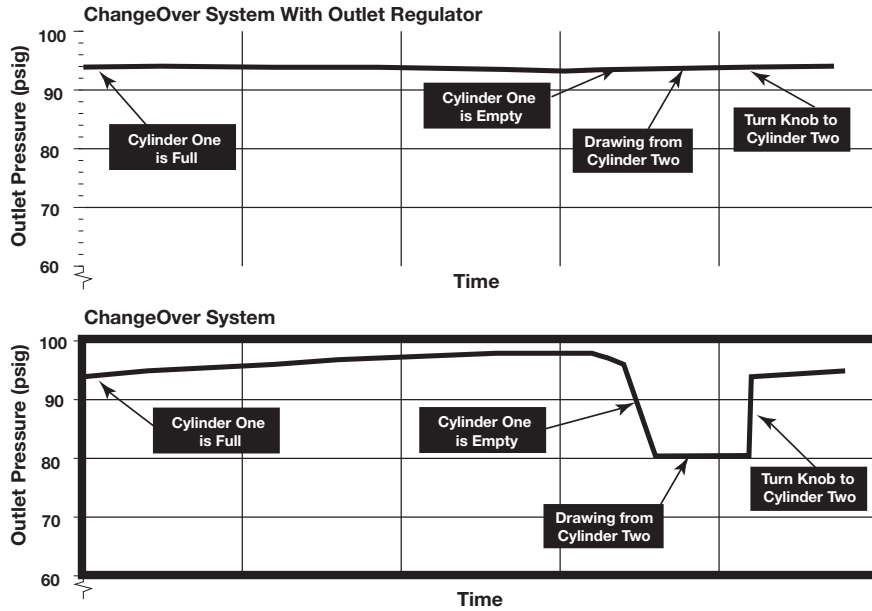 ChangeOver System With Outlet Regulator
Outlet Pressure (psig)
100
90
80
70
60
Cylinder One
is Full
Cylinder One
is Empty
Drawing from
Cylinder Two
Turn Knob to
Cylinder Two
Time
ChangeOver System
Outlet Pressure (psig)
100
90
80
70
60
Cylinder One
is Full
Cylinder One
is Empty
Drawing from
Cylinder Two
Turn Knob to
Cylinder Two
Time